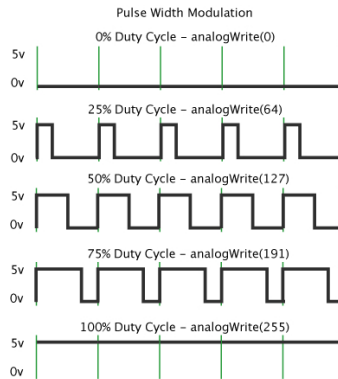 Pulse Width Modulation
0% Duty Cycle – analogWrite(0)
5v
0v
25% Duty Cycle – analogWrite(64)
5v
0v
50% Duty Cycle – analogWrite(127)
5v
0v
75% Duty Cycle – analogWrite(191)
5v
0v
100% Duty Cycle – analogWrite(255)
5v
0v